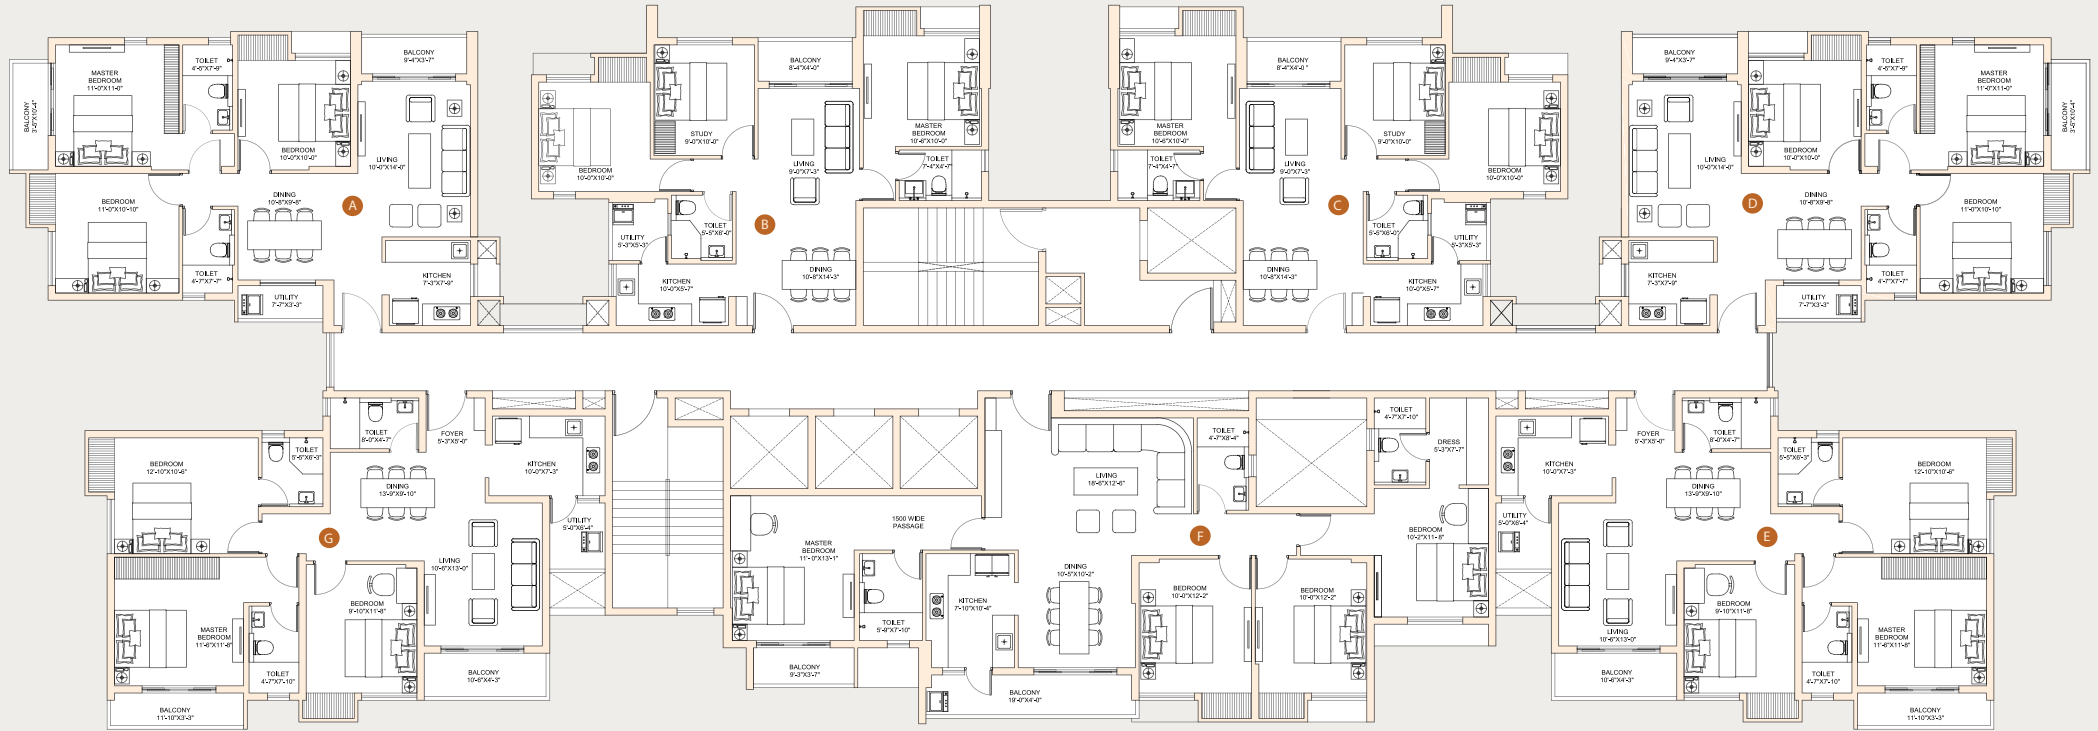 MASTER
BEDROOM
11'-0"X11'-0"
TOILET
4'-6"X7'-9"
BALCONY
3'-6"X10'-4"
BEDROOM
10'-0"X10'-0"
BALCONY
9'-4"X3'-7"
LIVING
10'-0"X14'-0"
BEDROOM
11'-0"X10'-10"
DINING
10'-8"X9'-8"
A
TOILET
4'-7"X7'-7"
UTILITY
7'-7"X3'-3"
KITCHEN
7'-3"X7'-9"
BEDROOM
10'-0"X10'-0"
STUDY
9'-0"X10'-0"
BALCONY
8'-4"X4'-0"
LIVING
9'-0"X7'-3"
MASTER
BEDROOM
10'-6"X10'-0"
TOILET
7'-4"X4'-7"
UTILITY
5'-3"X5'-3"
TOILET
5'-5"X6'-0"
B
DINING
10'-8"X14'-3"
KITCHEN
10'-0"X5'-7"
MASTER
BEDROOM
10'-6"X10'-0"
TOILET
7'-4"X4'-7"
BALCONY
8'-4"X4'-0"
LIVING
9'-0"X7'-3"
STUDY
9'-0"X10'-0"
BEDROOM
10'-0"X10'-0"
C
TOILET
5'-5"X6'-0"
UTILITY
5'-3"X5'-3"
DINING
10'-8"X14'-3"
KITCHEN
10'-0"X5'-7"
BALCONY
9'-4"X3'-7"
LIVING
10'-0"X14'-0"
BEDROOM
10'-0"X10'-0"
TOILET
4'-6"X7'-9"
MASTER
BEDROOM
11'-0"X11'-0"
BALCONY
3'-6"X10'-4"
D
DINING
10'-8"X9'-8"
BEDROOM
11'-0"X10'-10"
KITCHEN
7'-3"X7'-9"
TOILET
4'-7"X7'-7"
UTILITY
7'-7"X3'-3"
TOILET
8'-0"X4'-7"
FOYER
5'-3"X5'-0"
BEDROOM
12'-10"X10'-6"
TOILET
5'-5"X6'-3"
KITCHEN
10'-0"X7'-3"
DINING
13'-9"X9'-10"
UTILITY
5'-0"X6'-4"
G
LIVING
10'-6"X13'-0"
BEDROOM
9'-10"X11'-8"
MASTER
BEDROOM
11'-6"X11'-8"
TOILET
4'-7"X7'-10"
BALCONY
10'-6"X4'-3"
BALCONY
11'-10"X3'-3"
1500 WIDE
PASSAGE
MASTER
BEDROOM
11'-0"X13'-1"
TOILET
5'-9"X7'-10"
BALCONY
9'-3"X3'-7"
KITCHEN
7'-10"X10'-4"
LIVING
18'-6"X12'-6"
TOILET
4'-7"X8'-4"
F
DINING
10'-5"X10'-2"
BALCONY
19'-0"X4'-0"
BEDROOM
10'-0"X12'-2"
BEDROOM
10'-0"X12'-2"
TOILET
4'-7"X7'-10"
DRESS
5'-3"X7'-7"
BEDROOM
10'-2"X11'-8"
FOYER
5'-3"X5'-0"
TOILET
8'-0"X4'-7"
KITCHEN
10'-0"X7'-3"
TOILET
5'-5"X6'-3"
BEDROOM
12'-10"X10'-6"
DINING
13'-9"X9'-10"
UTILITY
5'-0"X6'-4"
E
BEDROOM
9'-10"X11'-8"
LIVING
10'-6"X13'-0"
MASTER
BEDROOM
11'-6"X11'-8"
TOILET
4'-7"X7'-10"
BALCONY
10'-6"X4'-3"
BALCONY
11'-10"X3'-3"